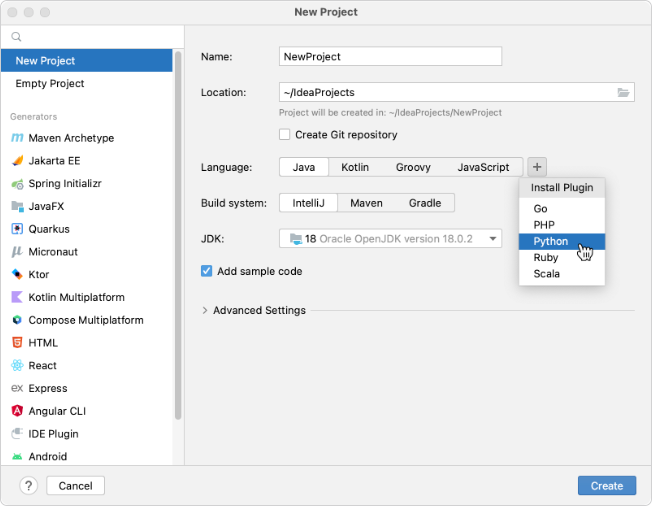 New Project
New Project
Empty Project
Generators
Maven Archetype
Jakarta EE
Spring Initializr
JavaFX
Quarkus
Micronaut
Ktor
Kotlin Multiplatform
Compose Multiplatform
HTML
React
Express
Angular CLI
IDE Plugin
Android
Name: NewProject
Location: ~/IdeaProjects
Project will be created in: ~/IdeaProjects/NewProject
Create Git repository
Language: Java Kotlin Groovy JavaScript +
Install Plugin
Go
PHP
Python
Ruby
Scala
Build system: IntelliJ Maven Gradle
JDK: 18 Oracle OpenJDK version 18.0.2
Add sample code
Advanced Settings
? Cancel Create